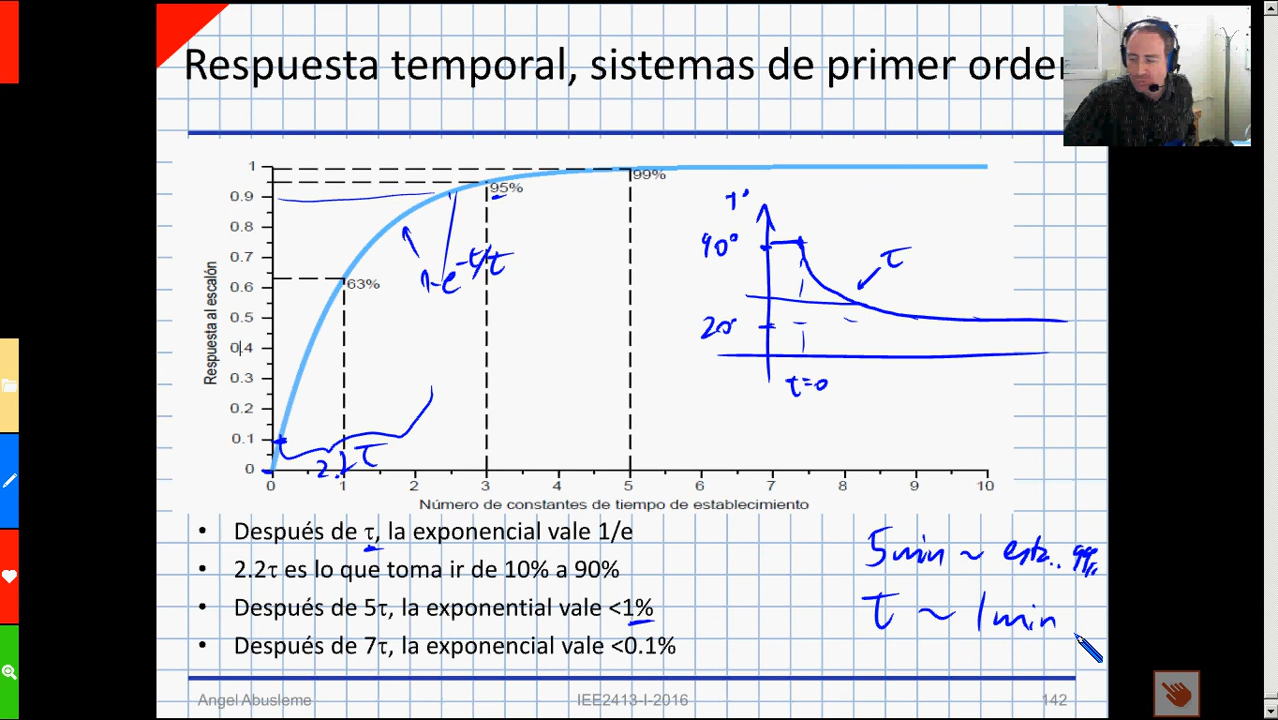 Respuesta temporal, sistemas de primer orden
1
0.9
0.8
0.7
0.6
0.5
0.4
0.3
0.2
0.1
0
Respuesta al escalón
95%
99%
63%
1-e^-t/τ
2.2τ
T°
90°
20°
τ
t=0
0 1 2 3 4 5 6 7 8 9 10
Número de constantes de tiempo de establecimiento
• Después de τ, la exponencial vale 1/e
• 2.2τ es lo que toma ir de 10% a 90%
• Después de 5τ, la exponential vale <1%
• Después de 7τ, la exponencial vale <0.1%
5min ~ estb. 99%
τ ~ 1min
Angel Abusleme
IEE2413-I-2016
142